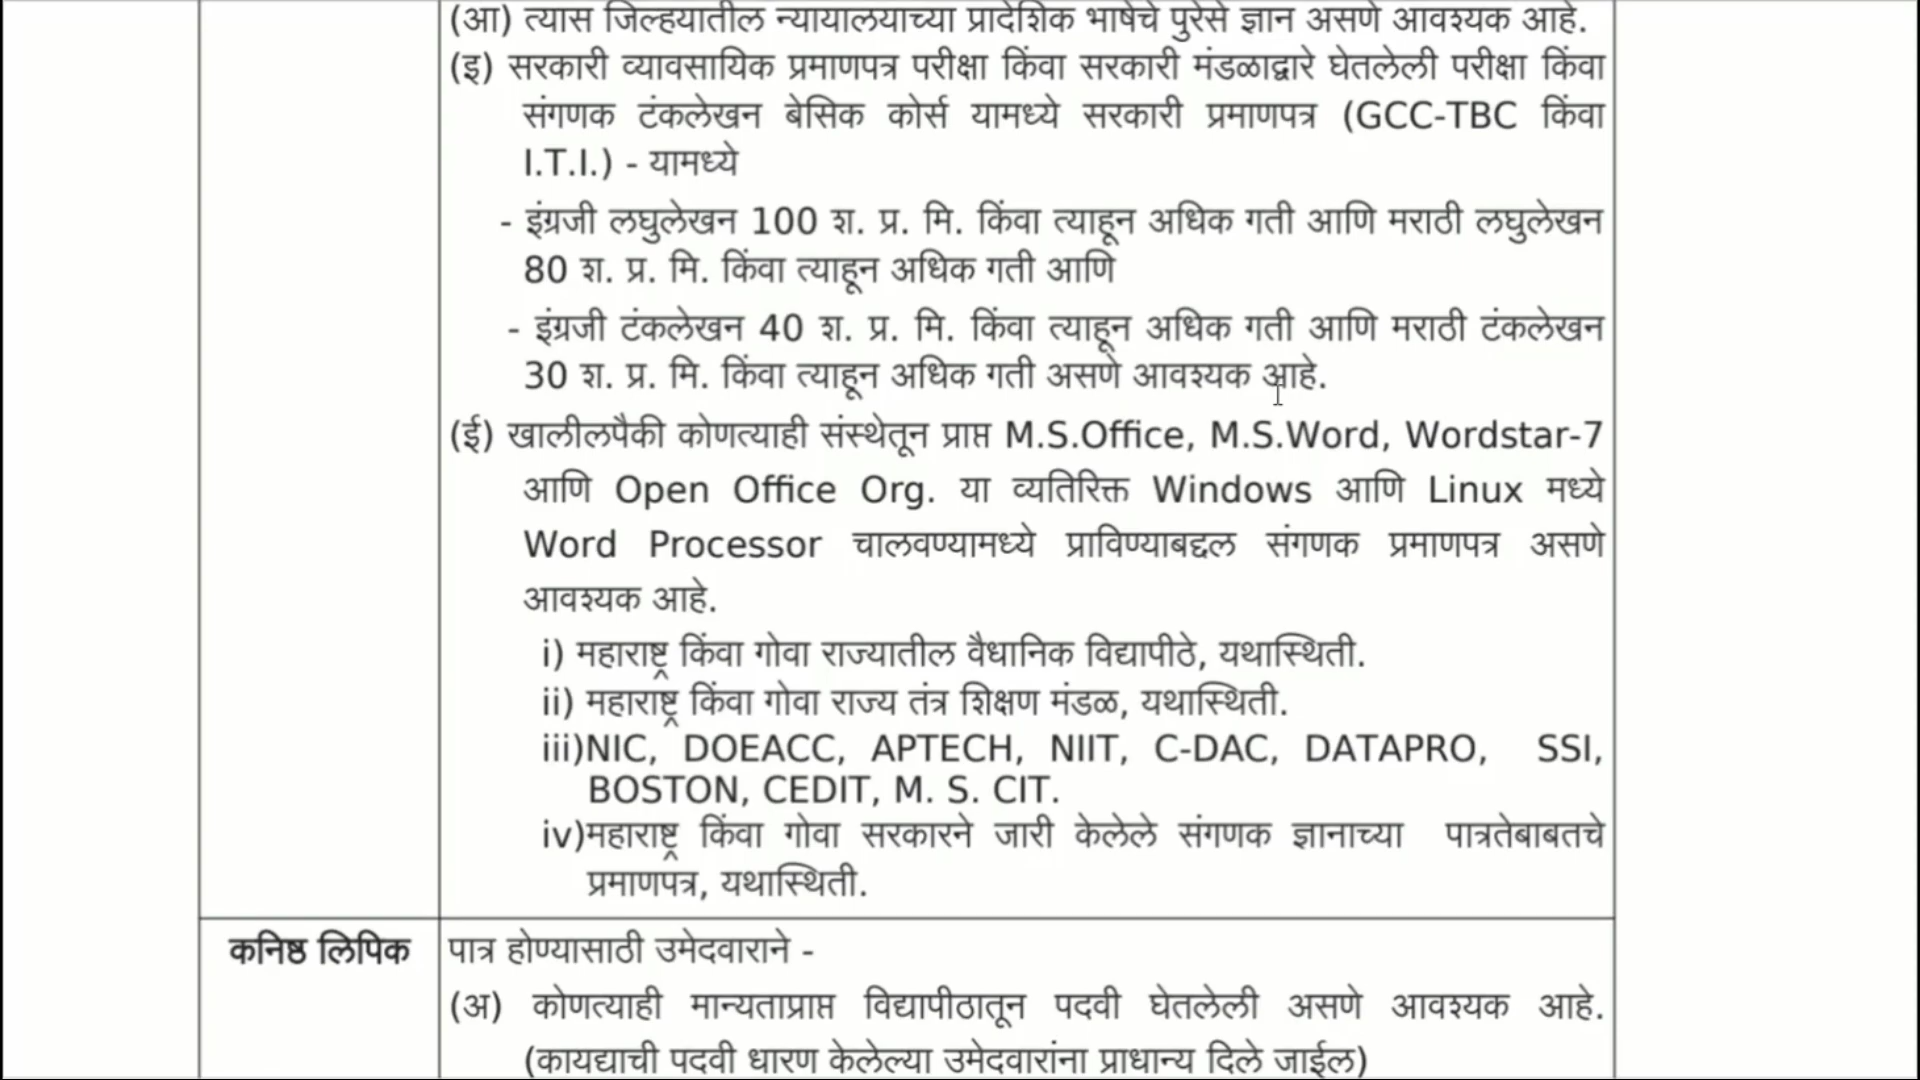 (आ) त्यास जिल्हयातील न्यायालयाच्या प्रादेशिक भाषेचे पुरेसे ज्ञान असणे आवश्यक आहे.
(इ) सरकारी व्यावसायिक प्रमाणपत्र परीक्षा किंवा सरकारी मंडळाद्वारे घेतलेली परीक्षा किंवा
संगणक टंकलेखन बेसिक कोर्स यामध्ये सरकारी प्रमाणपत्र (GCC-TBC किंवा
I.T.I.) - यामध्ये
- इंग्रजी लघुलेखन 100 श. प्र. मि. किंवा त्याहून अधिक गती आणि मराठी लघुलेखन
80 श. प्र. मि. किंवा त्याहून अधिक गती आणि
- इंग्रजी टंकलेखन 40 श. प्र. मि. किंवा त्याहून अधिक गती आणि मराठी टंकलेखन
30 श. प्र. मि. किंवा त्याहून अधिक गती असणे आवश्यक आहे.
(ई) खालीलपैकी कोणत्याही संस्थेतून प्राप्त M.S.Office, M.S.Word, Wordstar-7
आणि Open Office Org. या व्यतिरिक्त Windows आणि Linux मध्ये
Word Processor चालवण्यामध्ये प्राविण्याबद्दल संगणक प्रमाणपत्र असणे
आवश्यक आहे.
i) महाराष्ट्र किंवा गोवा राज्यातील वैधानिक विद्यापीठे, यथास्थिती.
ii) महाराष्ट्र किंवा गोवा राज्य तंत्र शिक्षण मंडळ, यथास्थिती.
iii)NIC, DOEACC, APTECH, NIIT, C-DAC, DATAPRO, SSI,
BOSTON, CEDIT, M. S. CIT.
iv)महाराष्ट्र किंवा गोवा सरकारने जारी केलेले संगणक ज्ञानाच्या पात्रतेबाबतचे
प्रमाणपत्र, यथास्थिती.
कनिष्ठ लिपिक पात्र होण्यासाठी उमेदवाराने -
(अ) कोणत्याही मान्यताप्राप्त विद्यापीठातून पदवी घेतलेली असणे आवश्यक आहे.
(कायद्याची पदवी धारण केलेल्या उमेदवारांना प्राधान्य दिले जाईल)